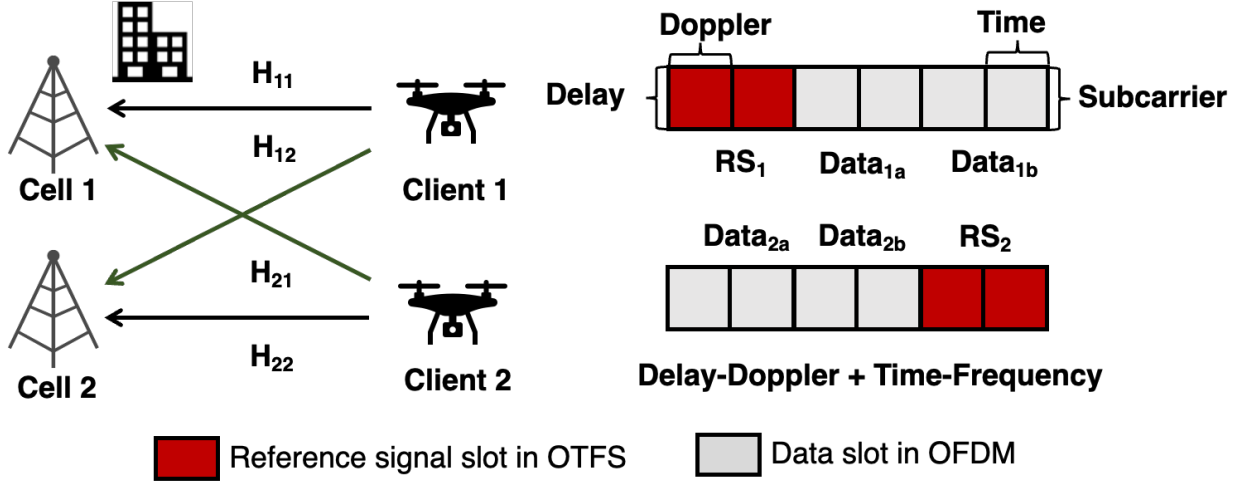 Doppler
Time
Delay
Subcarrier
H11
H12
Cell 1
Client 1
RS1
Data1a
Data1b
Data2a
Data2b
RS2
H21
H22
Cell 2
Client 2
Delay-Doppler + Time-Frequency
Reference signal slot in OTFS
Data slot in OFDM